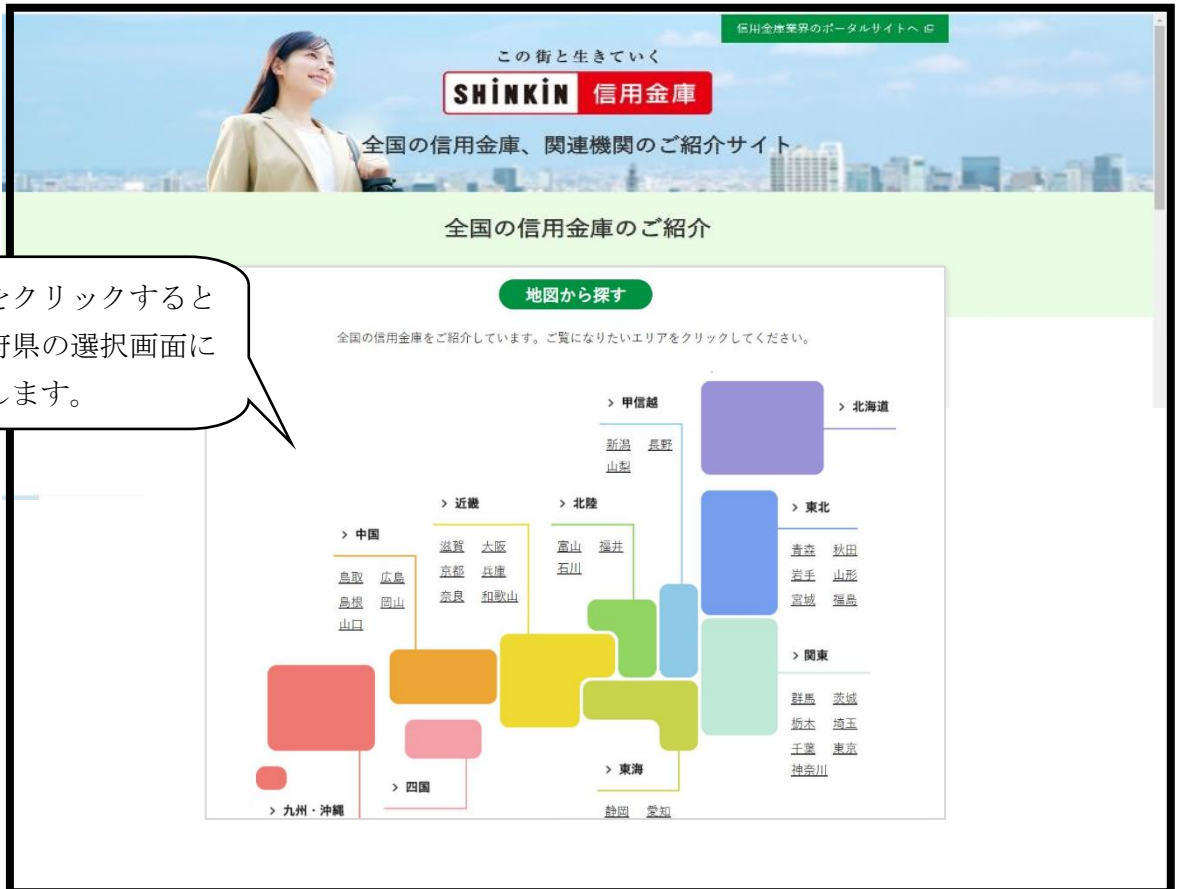 信用金庫業界のポータルサイトへ
この街と生きていく
SHiNKiN 信用金庫
全国の信用金庫、関連機関のご紹介サイト
全国の信用金庫のご紹介
をクリックすると
府県の選択画面に
します。
地図から探す
全国の信用金庫をご紹介しています。ご覧になりたいエリアをクリックしてください。
> 甲信越
新潟 長野
山梨
> 北海道
> 近畿
滋賀 大阪
京都 兵庫
奈良 和歌山
> 北陸
富山 福井
石川
> 東北
青森 秋田
岩手 山形
宮城 福島
> 中国
鳥取 広島
島根 岡山
山口
> 関東
群馬 茨城
栃木 埼玉
千葉 東京
神奈川
> 東海
静岡 愛知
> 四国
> 九州・沖縄